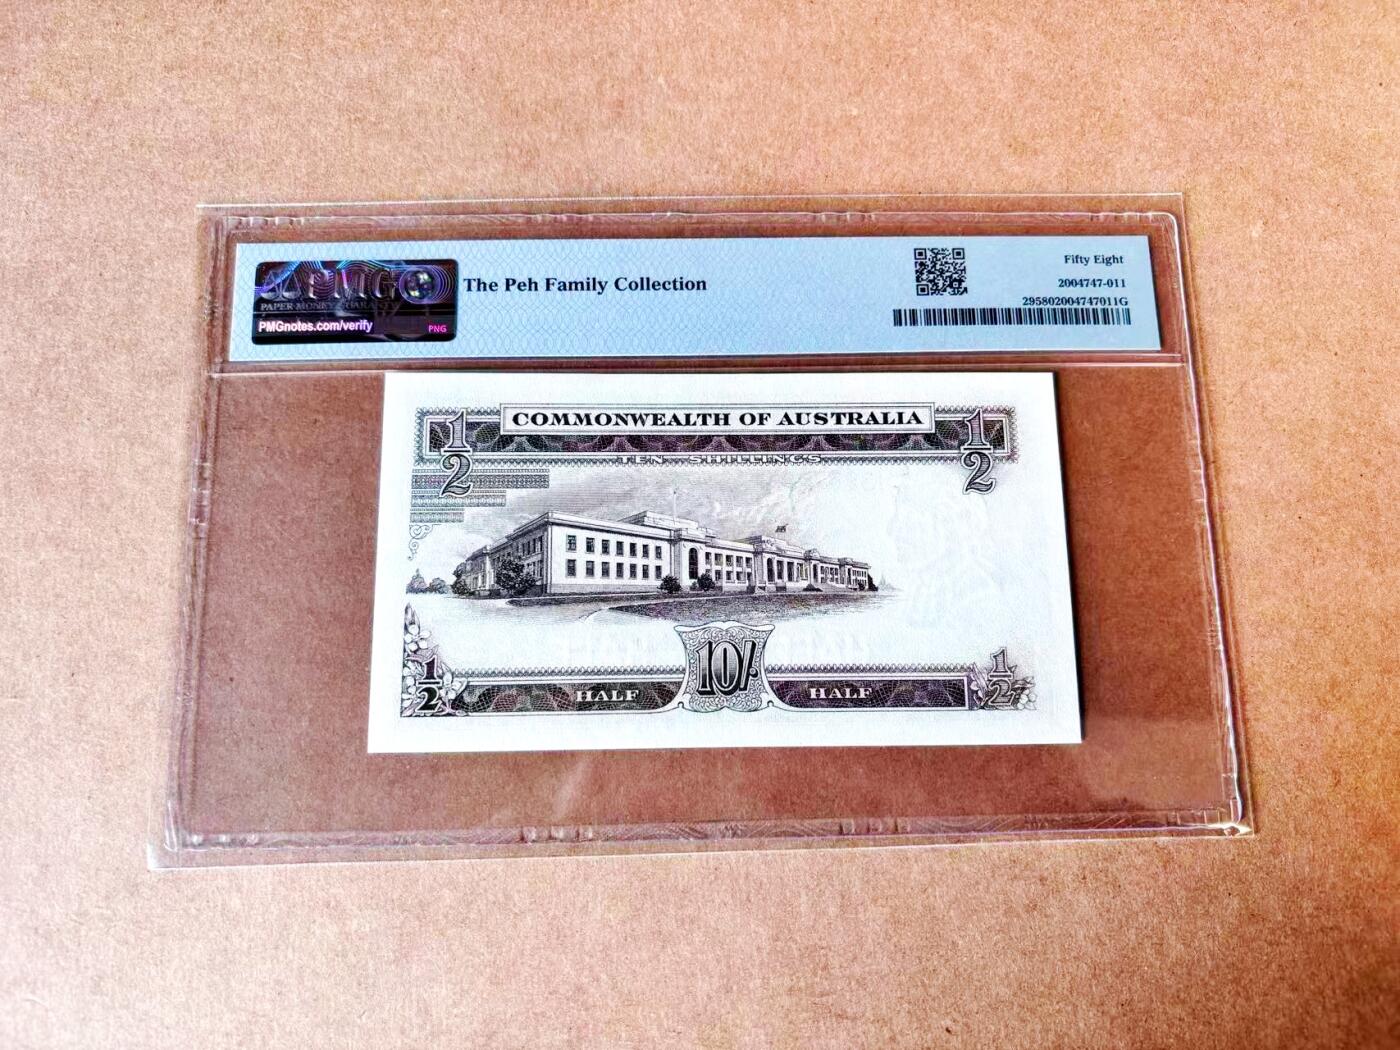 PMG
PAPER MONEY GUARANTY
PMGnotes.com/verify
PNG
The Peh Family Collection
Fifty Eight
2004747-011
295802004747011G
COMMONWEALTH OF AUSTRALIA
1/2
1/2
TEN SHILLINGS
10/-
1/2
HALF
HALF
1/2